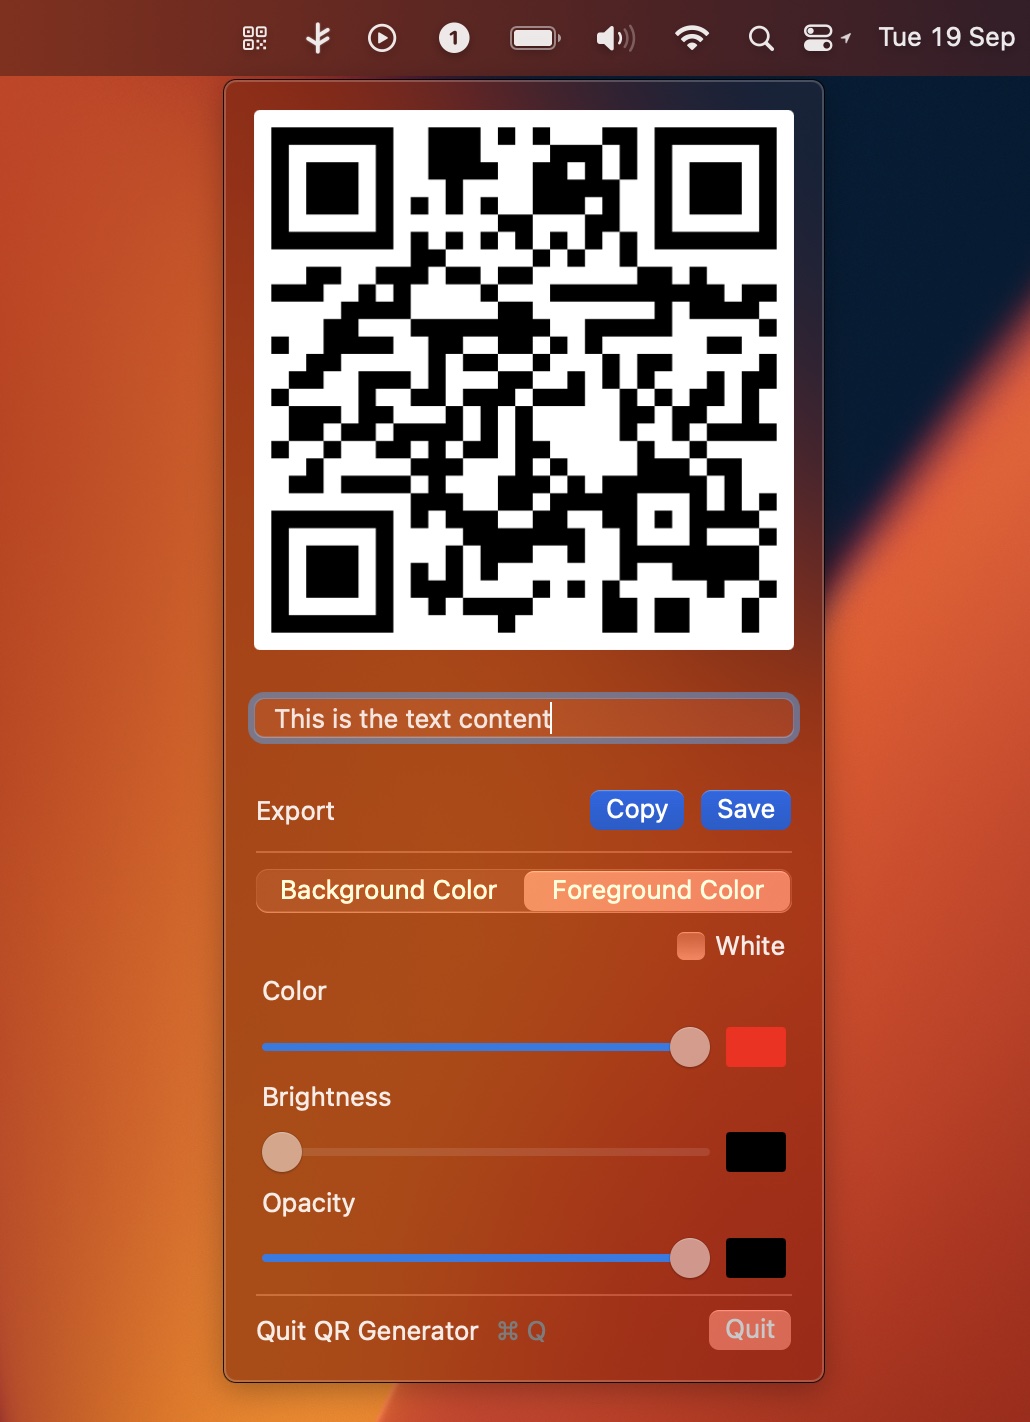 1
Tue 19 Sep
This is the text content
Export Copy Save
Background Color Foreground Color
White
Color
Brightness
Opacity
Quit QR Generator ⌘ Q Quit